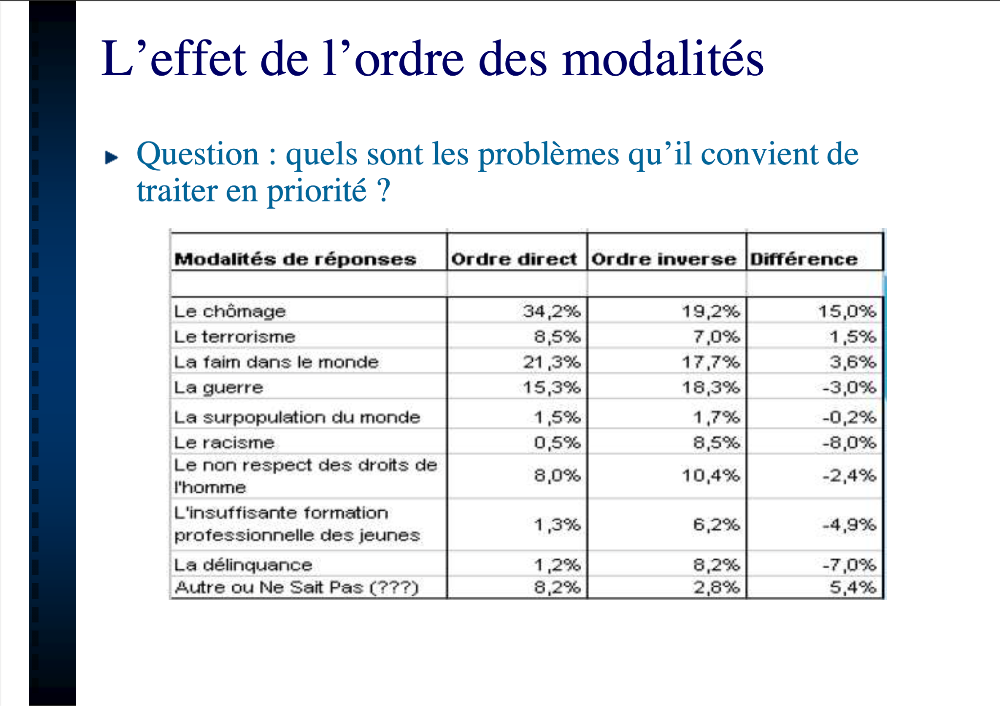 L’effet de l’ordre des modalités
Question : quels sont les problèmes qu’il convient de
traiter en priorité ?
Modalités de réponses Ordre direct Ordre inverse Différence
Le chômage 34,2% 19,2% 15,0%
Le terrorisme 8,5% 7,0% 1,5%
La faim dans le monde 21,3% 17,7% 3,6%
La guerre 15,3% 18,3% -3,0%
La surpopulation du monde 1,5% 1,7% -0,2%
Le racisme 0,5% 8,5% -8,0%
Le non respect des droits de
l'homme 8,0% 10,4% -2,4%
L'insuffisante formation
professionnelle des jeunes 1,3% 6,2% -4,9%
La délinquance 1,2% 8,2% -7,0%
Autre ou Ne Sait Pas (???) 8,2% 2,8% 5,4%